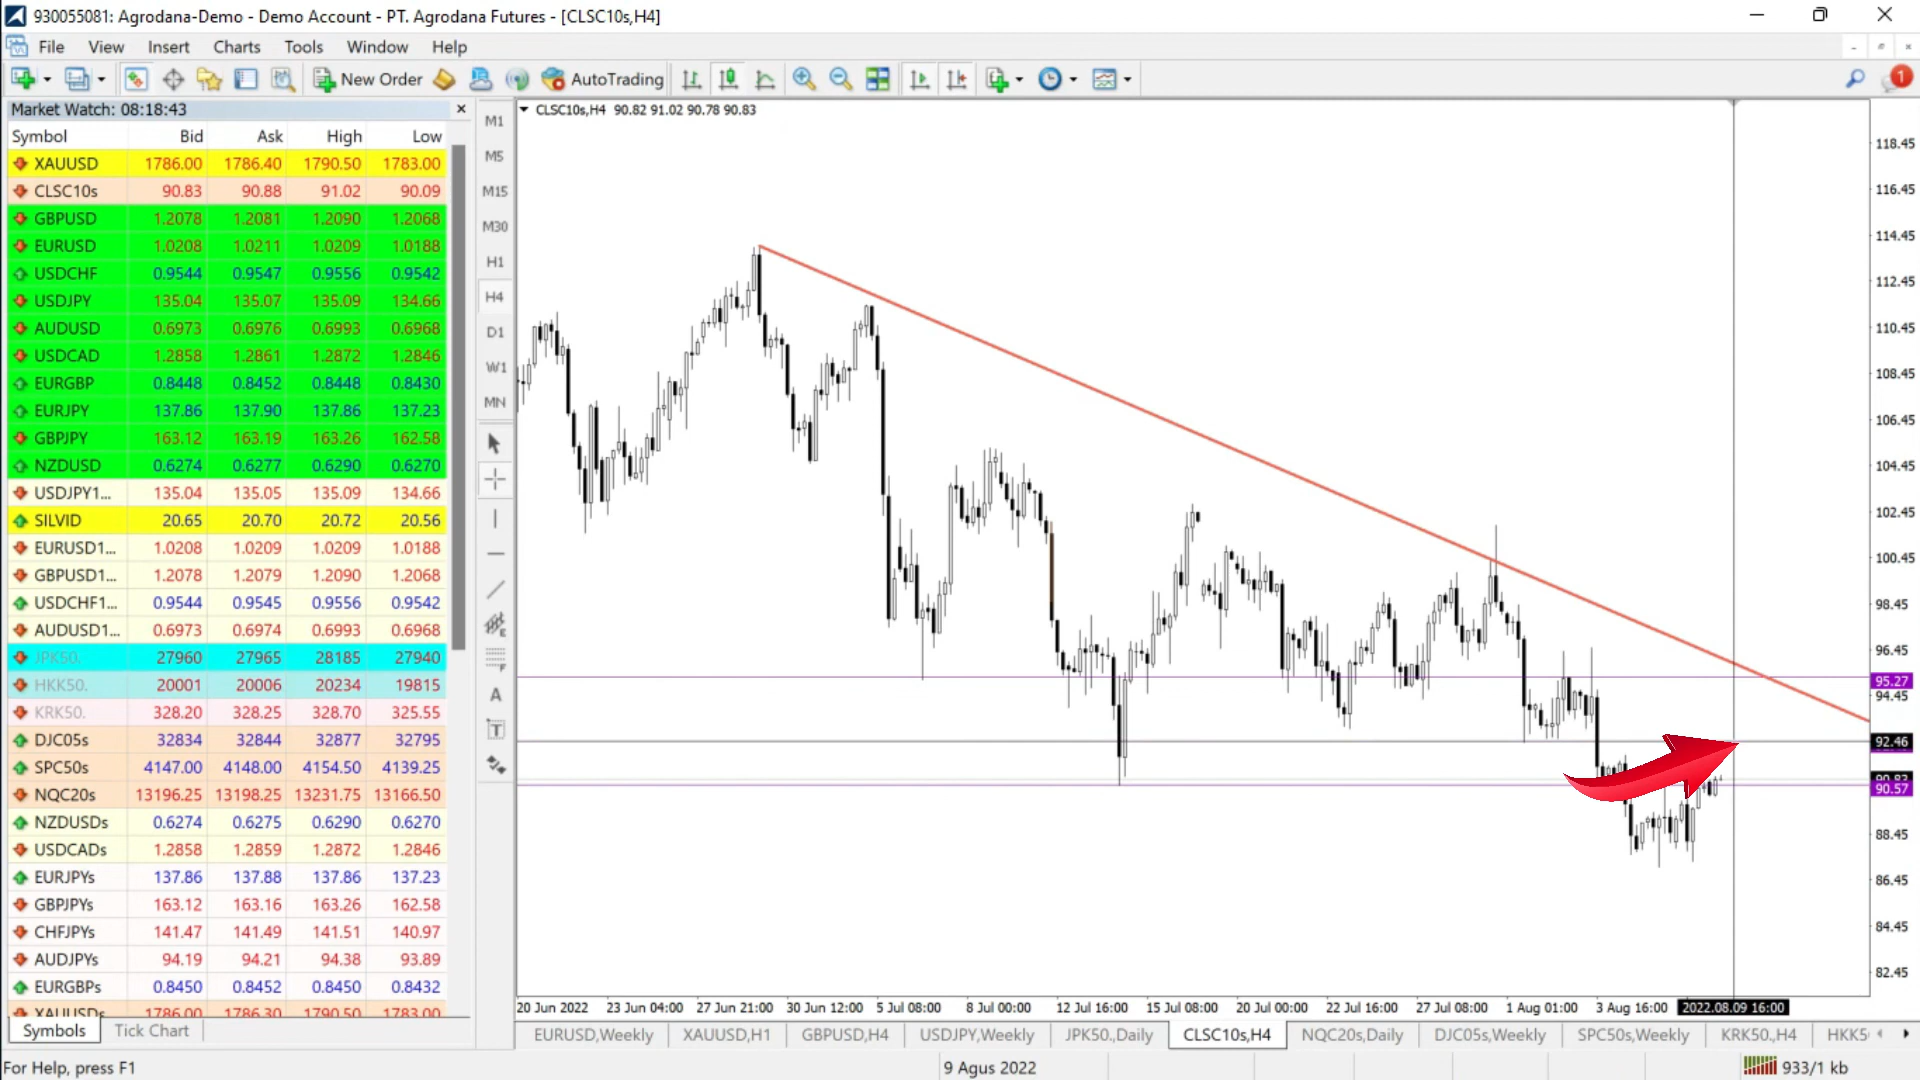 930055081: Agrodana-Demo - Demo Account - PT. Agrodana Futures - [CLSC10s,H4]
File View Insert Charts Tools Window Help
New Order AutoTrading 1
Market Watch: 08:18:43
Symbol Bid Ask High Low
XAUUSD 1786.00 1786.40 1790.50 1783.00
CLSC10s 90.83 90.88 91.02 90.09
GBPUSD 1.2078 1.2081 1.2090 1.2068
EURUSD 1.0208 1.0211 1.0209 1.0188
USDCHF 0.9544 0.9547 0.9556 0.9542
USDJPY 135.04 135.07 135.09 134.66
AUDUSD 0.6973 0.6976 0.6993 0.6968
USDCAD 1.2858 1.2861 1.2872 1.2846
EURGBP 0.8448 0.8452 0.8448 0.8430
EURJPY 137.86 137.90 137.86 137.23
GBPJPY 163.12 163.19 163.26 162.58
NZDUSD 0.6274 0.6277 0.6290 0.6270
USDJPY1... 135.04 135.05 135.09 134.66
SILVID 20.65 20.70 20.72 20.56
EURUSD1... 1.0208 1.0209 1.0209 1.0188
GBPUSD1... 1.2078 1.2079 1.2090 1.2068
USDCHF1... 0.9544 0.9545 0.9556 0.9542
AUDUSD1... 0.6973 0.6974 0.6993 0.6968
JPK50. 27960 27965 28185 27940
HKK50. 20001 20006 20234 19815
KRK50. 328.20 328.25 328.70 325.55
DJC05s 32834 32844 32877 32795
SPC50s 4147.00 4148.00 4154.50 4139.25
NQC20s 13196.25 13198.25 13231.75 13166.50
NZDUSDs 0.6274 0.6275 0.6290 0.6270
USDCADs 1.2858 1.2859 1.2872 1.2846
EURJPYs 137.86 137.88 137.86 137.23
GBPJPYs 163.12 163.16 163.26 162.58
CHFJPYs 141.47 141.49 141.51 140.97
AUDJPYs 94.19 94.21 94.38 93.89
EURGBPs 0.8450 0.8452 0.8450 0.8432
XAUUSDs 1786.00 1786.30 1790.50 1783.00
Symbols Tick Chart
M1
M5
M15
M30
H1
H4
D1
W1
MN
A
T
CLSC10s,H4 90.82 91.02 90.78 90.83
118.45
116.45
114.45
112.45
110.45
108.45
106.45
104.45
102.45
100.45
98.45
96.45
95.27
94.45
92.46
90.83
90.57
88.45
86.45
84.45
82.45
20 Jun 2022 23 Jun 04:00 27 Jun 21:00 30 Jun 12:00 5 Jul 08:00 8 Jul 00:00 12 Jul 16:00 15 Jul 08:00 20 Jul 00:00 22 Jul 16:00 27 Jul 08:00 1 Aug 01:00 3 Aug 16:00 2022.08.09 16:00
EURUSD,Weekly XAUUSD,H1 GBPUSD,H4 USDJPY,Weekly JPK50.,Daily CLSC10s,H4 NQC20s,Daily DJC05s,Weekly SPC50s,Weekly KRK50.,H4 HKK5
For Help, press F1 9 Agus 2022 933/1 kb